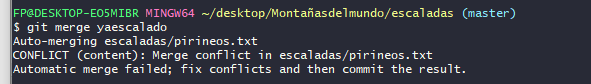 FP@DESKTOP-EO5MIBR MINGW64 ~/desktop/Montañasdelmundo/escaladas (master)
$ git merge yaescalado
Auto-merging escaladas/pirineos.txt
CONFLICT (content): Merge conflict in escaladas/pirineos.txt
Automatic merge failed; fix conflicts and then commit the result.